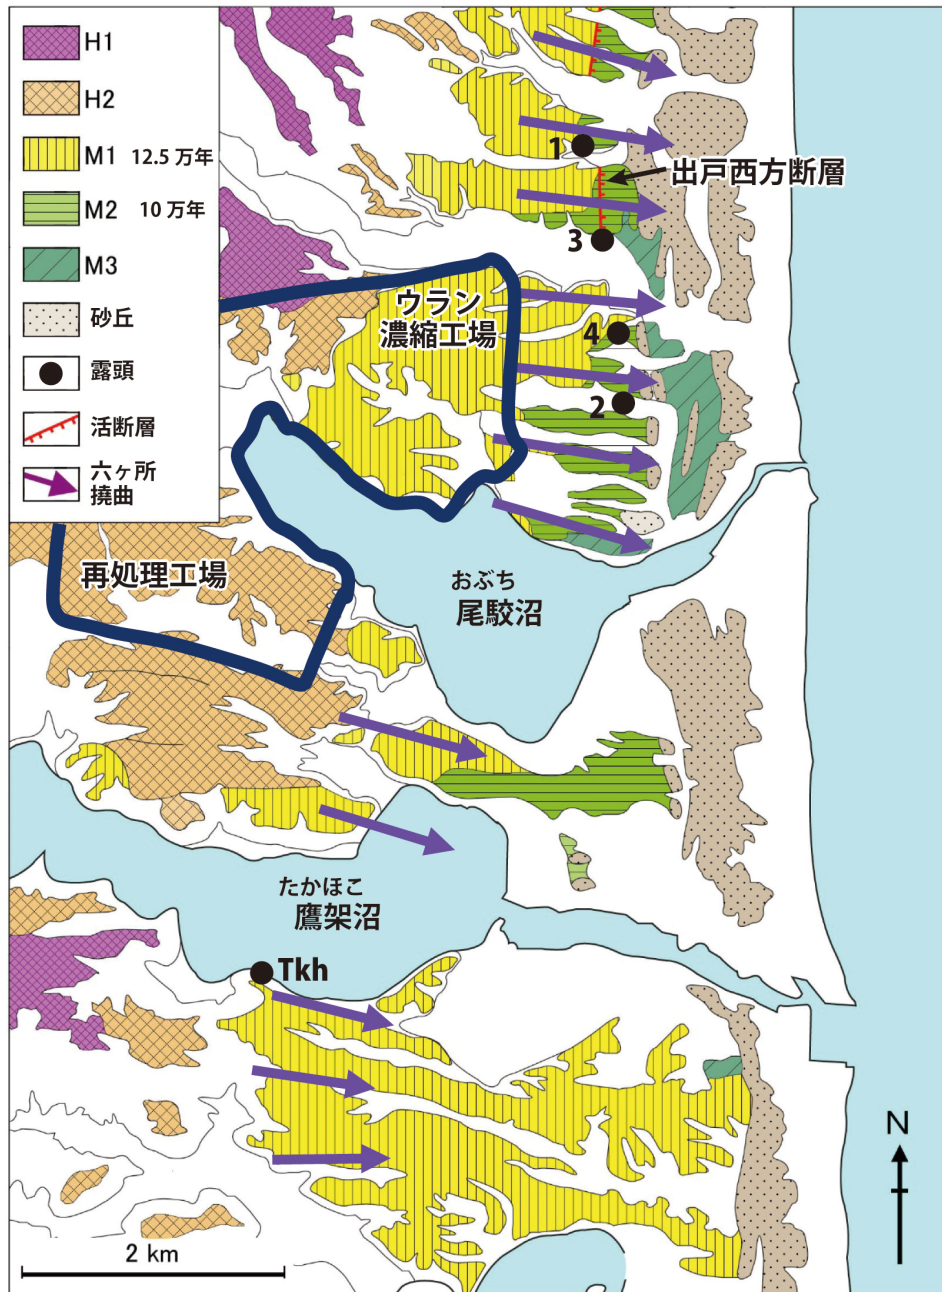 H1
H2
M1 12.5 万年
M2 10 万年
M3
砂丘
露頭
活断層
六ヶ所
撓曲
1
出戸西方断層
3
ウラン
濃縮工場
4
2
再処理工場
おぶち
尾駮沼
たかほこ
鷹架沼
Tkh
N
2 km